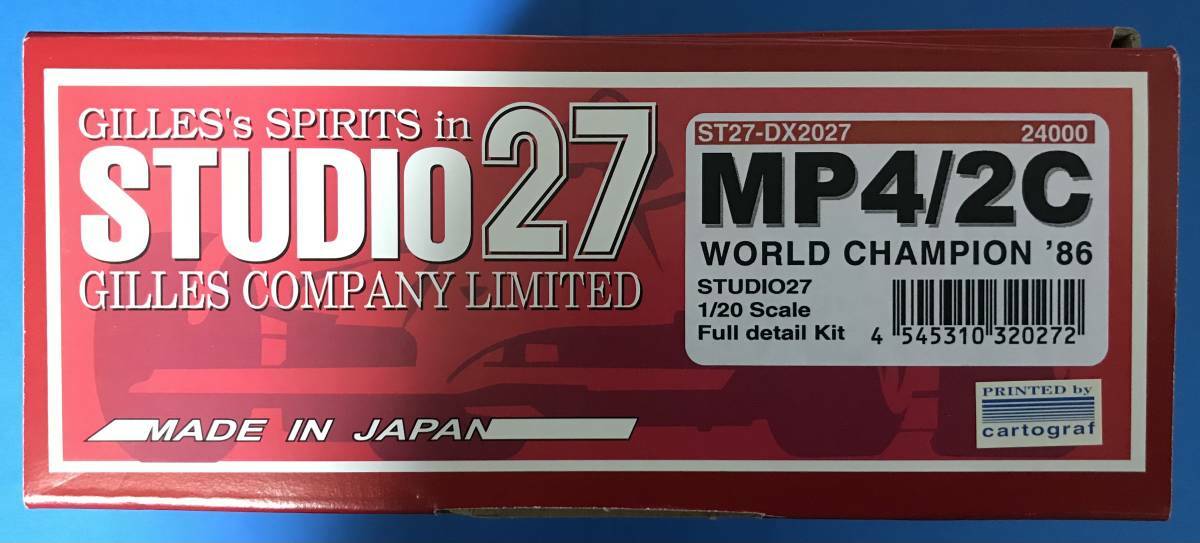 GILLES's SPIRITS in
STUDIO27
GILLES COMPANY LIMITED
MADE IN JAPAN
ST27-DX2027 24000
MP4/2C
WORLD CHAMPION '86
STUDIO27
1/20 Scale
Full detail Kit
4 545310 320272
PRINTED by
cartograf